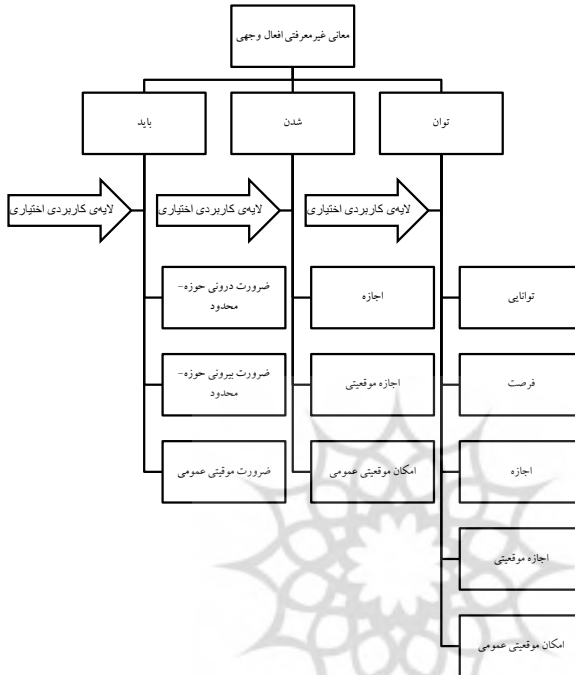 معانی غیرمعرفتی افعال وجهی
توان
شدن
باید
لایه‌ی کاربردی اختیاری
لایه‌ی کاربردی اختیاری
لایه‌ی کاربردی اختیاری
توانایی
اجازه
ضرورت درونی حوزه-
محدود
فرصت
اجازه موقعیتی
ضرورت بیرونی حوزه-
محدود
اجازه
امکان موقعیتی عمومی
ضرورت موقیتی عمومی
اجازه موقعیتی
امکان موقعیتی عمومی